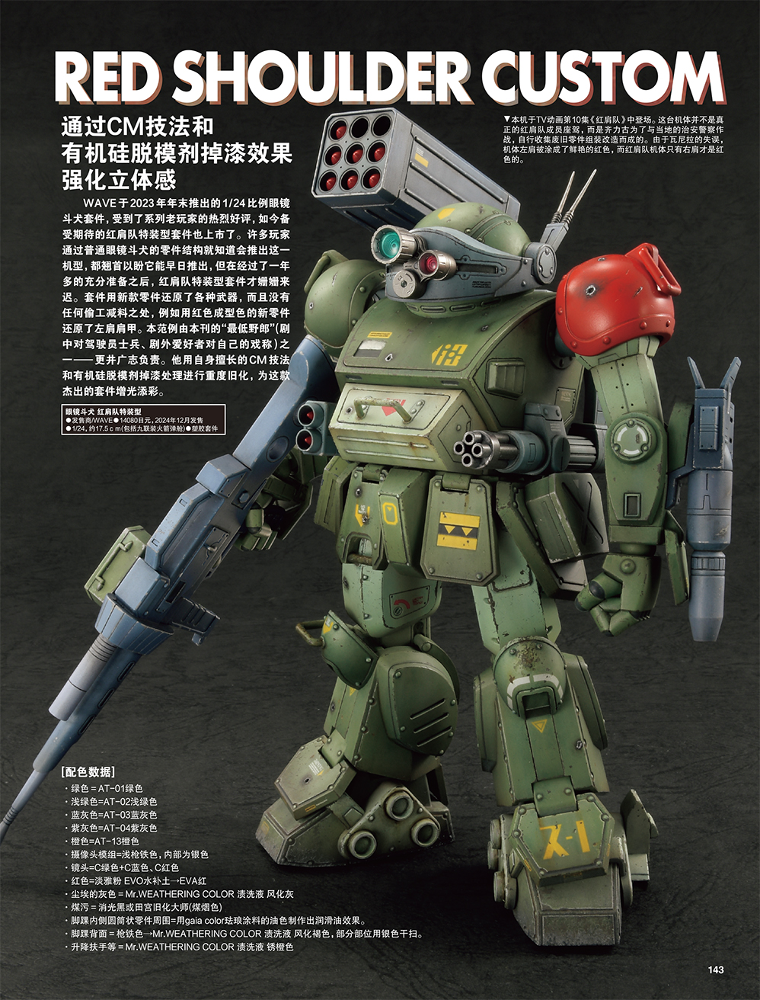 RED SHOULDER CUSTOM
通过CM技法和
有机硅脱模剂掉漆效果
强化立体感
▼本机于TV动画第10集《红肩队》中登场。这台机体并不是真
正的红肩队成员座驾，而是齐力古为了与当地的治安警察作
战，自行收集废旧零件组装改造而成的。由于瓦尼拉的失误，
机体左肩被涂成了鲜艳的红色，而红肩队机体只有右肩才是红
色的。
WAVE于2023年年末推出的1/24比例眼镜
斗犬套件，受到了系列老玩家的热烈好评，如今备
受期待的红肩队特装型套件也上市了。许多玩家
通过普通眼镜斗犬的零件结构就知道会推出这一
机型，都翘首以盼它能早日推出，但在经过了一年
多的充分准备之后，红肩队特装型套件才姗姗来
迟。套件用新款零件还原了各种武器，而且没有
任何偷工减料之处，例如用红色成型色的新零件
还原了左肩肩甲。本范例由本刊的“最低野郎”(剧
中对驾驶员士兵、剧外爱好者对自己的戏称)之
一——更井广志负责。他用自身擅长的CM技法
和有机硅脱模剂掉漆处理进行重度旧化，为这款
杰出的套件增光添彩。
眼镜斗犬 红肩队特装型
●发售商/WAVE●14080日元，2024年12月发售
●1/24，约17.5cm(包括九联装火箭弹舱)●塑胶套件
ス-1
[配色数据]
·绿色=AT-01绿色
·浅绿色=AT-02浅绿色
·蓝灰色=AT-03蓝灰色
·紫灰色=AT-04紫灰色
·橙色=AT-13橙色
·摄像头模组=浅枪铁色，内部为银色
·镜头=C绿色+C蓝色、C红色
·红色=淡雅粉 EVO水补土→EVA红
·尘埃的灰色=Mr.WEATHERING COLOR 渍洗液 风化灰
·煤污=消光黑或田宫旧化大师(煤烟色)
·脚踝内侧圆筒状零件周围=用gaia color珐琅涂料的油色制作出润滑油效果。
·脚踝背面=枪铁色→Mr.WEATHERING COLOR 渍洗液 风化褐色，部分部位用银色干扫。
·升降扶手等=Mr.WEATHERING COLOR 渍洗液 锈橙色
143